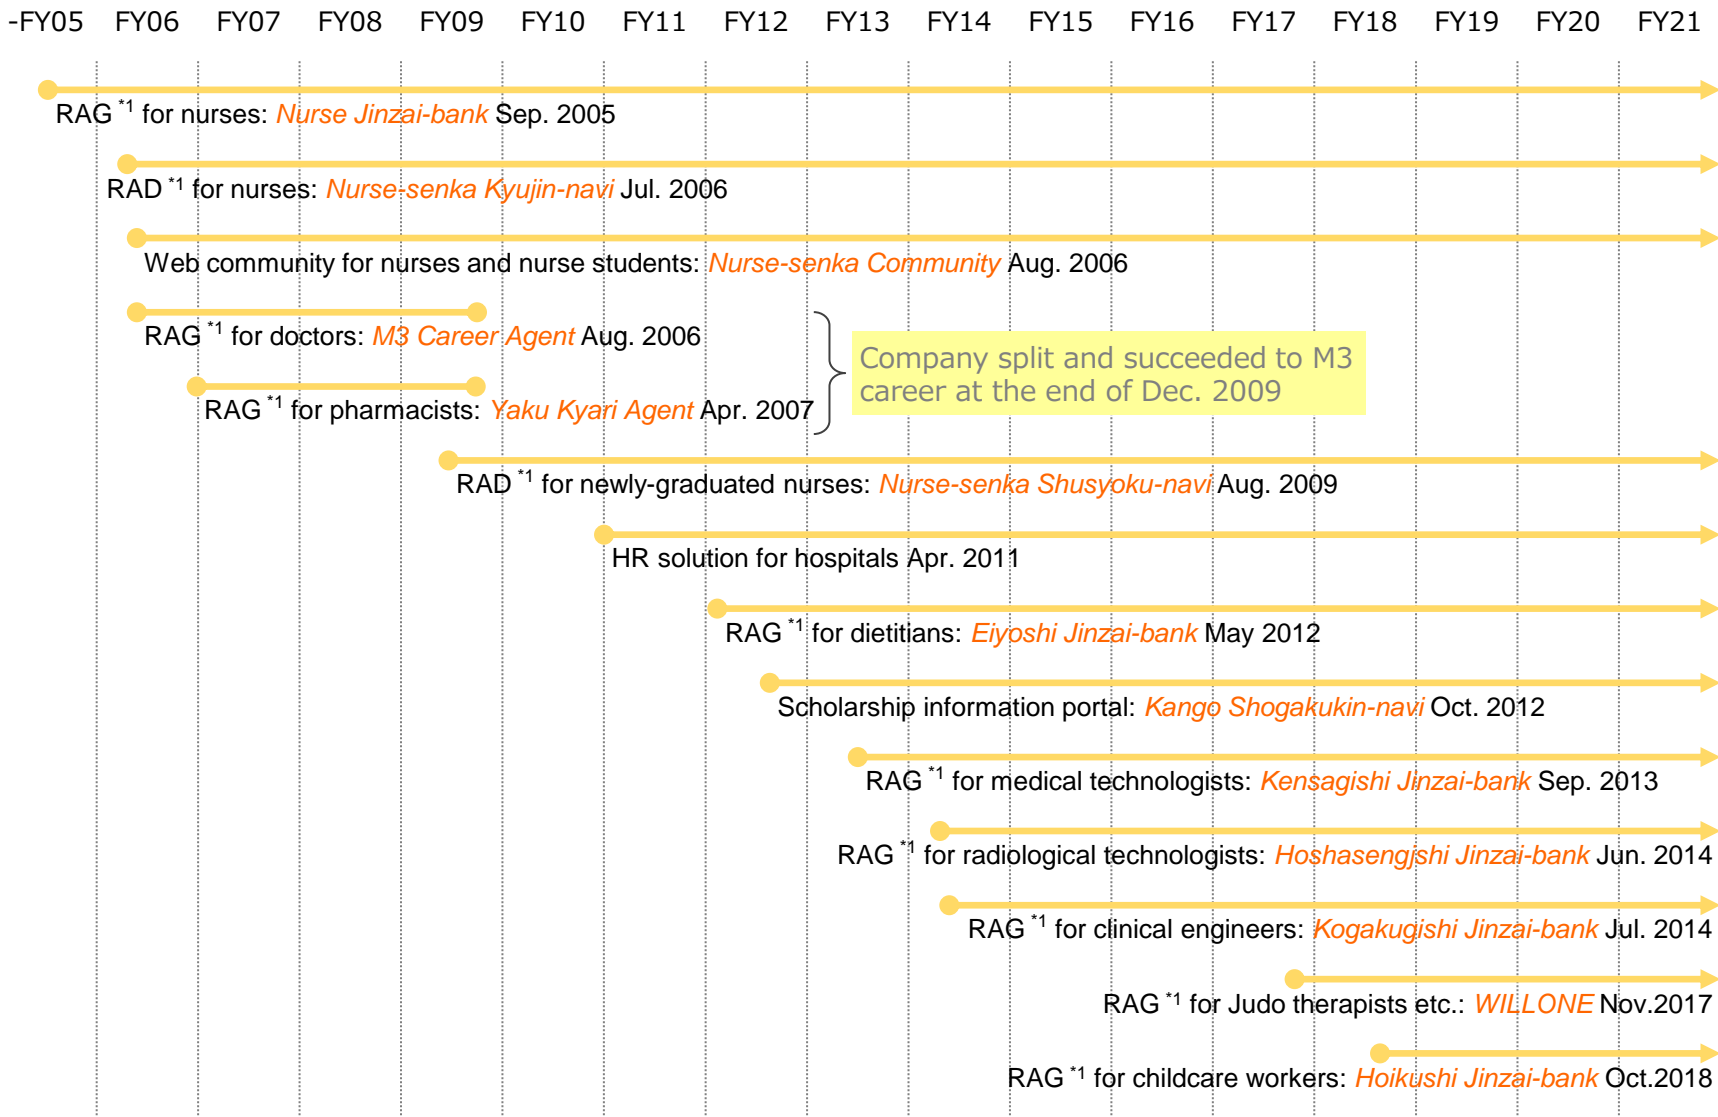 -FY05 FY06 FY07 FY08 FY09 FY10 FY11 FY12 FY13 FY14 FY15 FY16 FY17 FY18 FY19 FY20 FY21
RAG *1 for nurses: Nurse Jinzai-bank Sep. 2005
RAD *1 for nurses: Nurse-senka Kyujin-navi Jul. 2006
Web community for nurses and nurse students: Nurse-senka Community Aug. 2006
RAG *1 for doctors: M3 Career Agent Aug. 2006
RAG *1 for pharmacists: Yaku Kyari Agent Apr. 2007
Company split and succeeded to M3
career at the end of Dec. 2009
RAD *1 for newly-graduated nurses: Nurse-senka Shusyoku-navi Aug. 2009
HR solution for hospitals Apr. 2011
RAG *1 for dietitians: Eiyoshi Jinzai-bank May 2012
Scholarship information portal: Kango Shogakukin-navi Oct. 2012
RAG *1 for medical technologists: Kensagishi Jinzai-bank Sep. 2013
RAG *1 for radiological technologists: Hoshasengjshi Jinzai-bank Jun. 2014
RAG *1 for clinical engineers: Kogakugishi Jinzai-bank Jul. 2014
RAG *1 for Judo therapists etc.: WILLONE Nov.2017
RAG *1 for childcare workers: Hoikushi Jinzai-bank Oct.2018